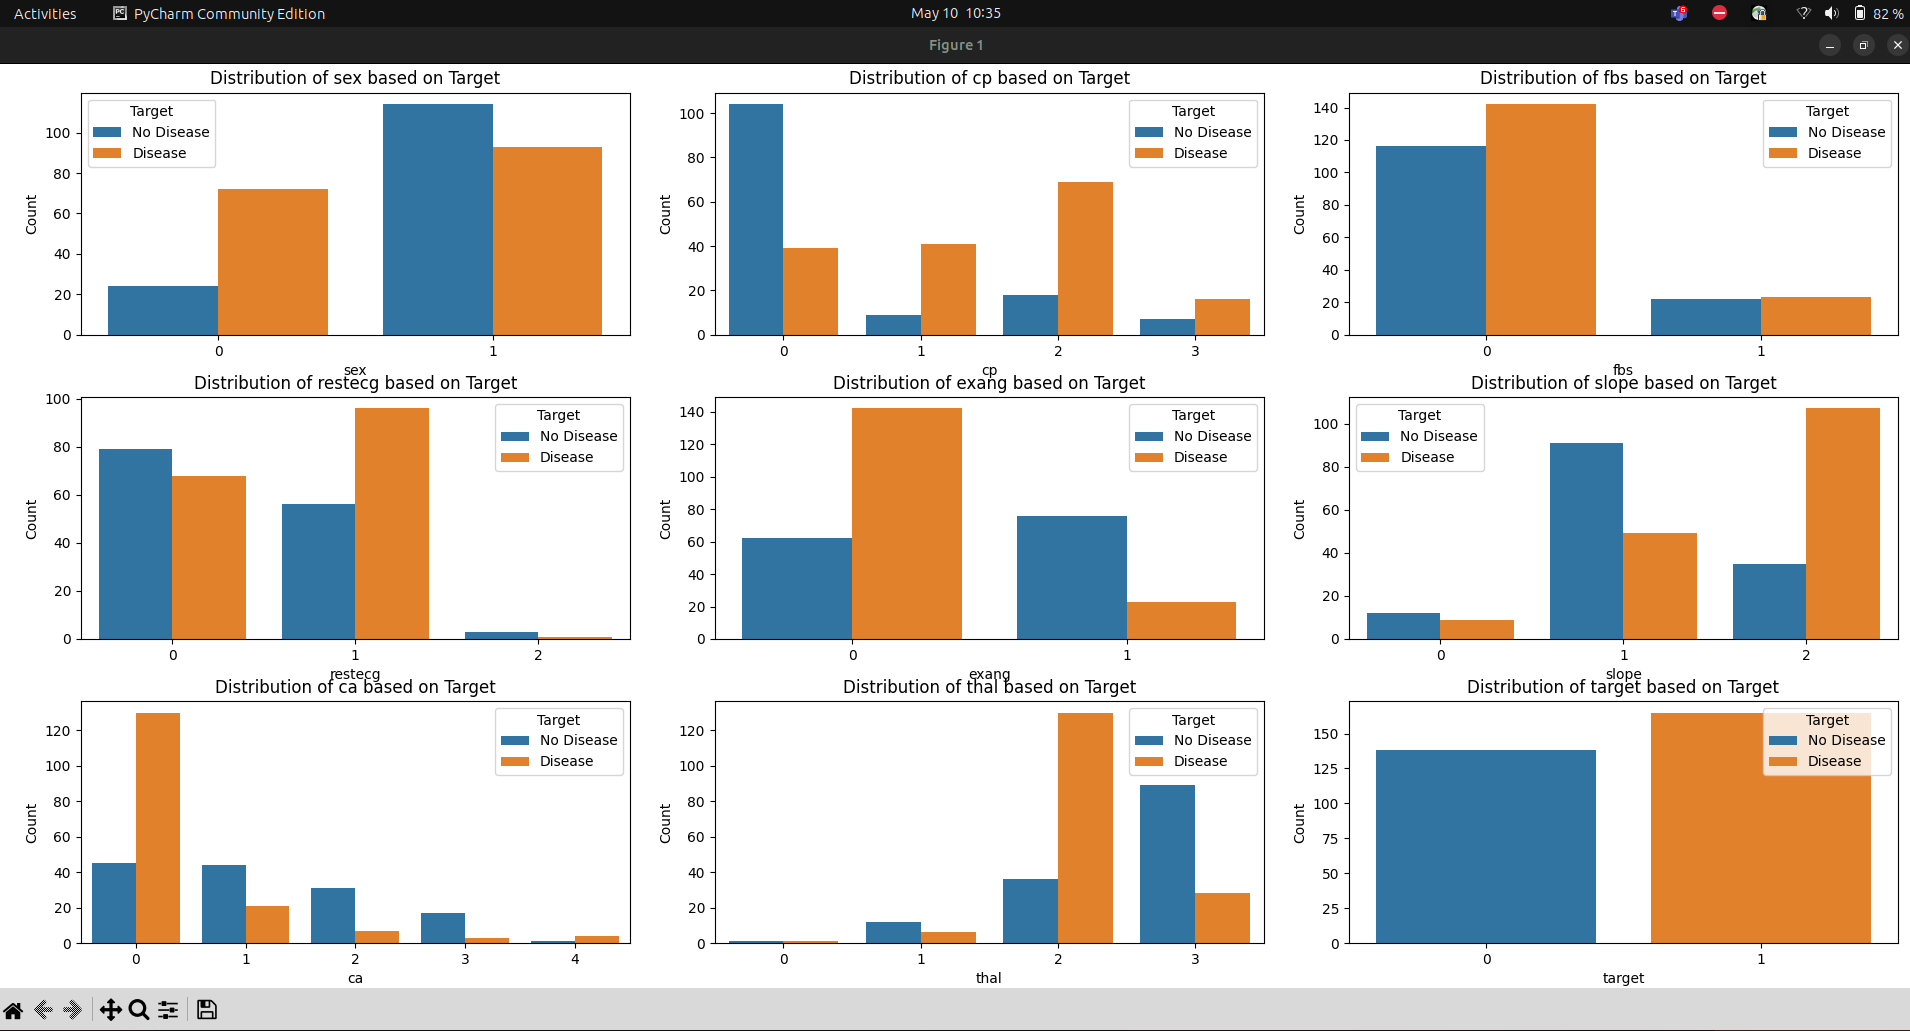 Activities PyCharm Community Edition May 10 10:35 82 %
Figure 1
Distribution of sex based on Target
Target
No Disease
Disease
Count
0
20
40
60
80
100
0 1
sex
Distribution of cp based on Target
Target
No Disease
Disease
Count
0
20
40
60
80
100
0 1 2 3
cp
Distribution of fbs based on Target
Target
No Disease
Disease
Count
0
20
40
60
80
100
120
140
0 1
fbs
Distribution of restecg based on Target
Target
No Disease
Disease
Count
0
20
40
60
80
100
0 1 2
restecg
Distribution of exang based on Target
Target
No Disease
Disease
Count
0
20
40
60
80
100
120
140
0 1
exang
Distribution of slope based on Target
Target
No Disease
Disease
Count
0
20
40
60
80
100
0 1 2
slope
Distribution of ca based on Target
Target
No Disease
Disease
Count
0
20
40
60
80
100
120
0 1 2 3 4
ca
Distribution of thal based on Target
Target
No Disease
Disease
Count
0
20
40
60
80
100
120
0 1 2 3
thal
Distribution of target based on Target
Target
No Disease
Disease
Count
0
25
50
75
100
125
150
0 1
target